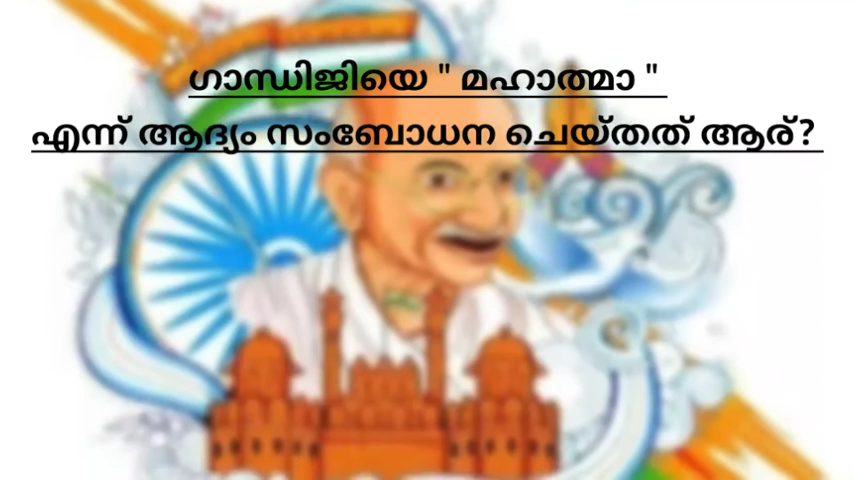 ഗാന്ധിജിയെ " മഹാത്മാ "
എന്ന് ആദ്യം സംബോധന ചെയ്തത് ആര്?